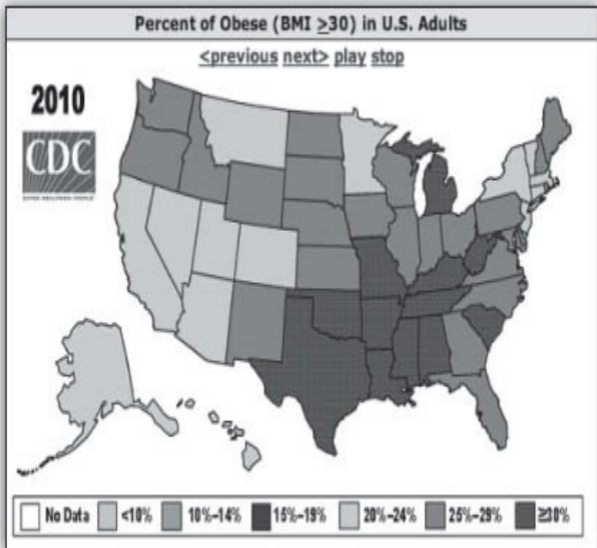 Percent of Obese (BMI ≥30) in U.S. Adults
<previous next> play stop
2010
CDC
No Data <10% 10%–14% 15%–19% 20%–24% 25%–29% ≥30%